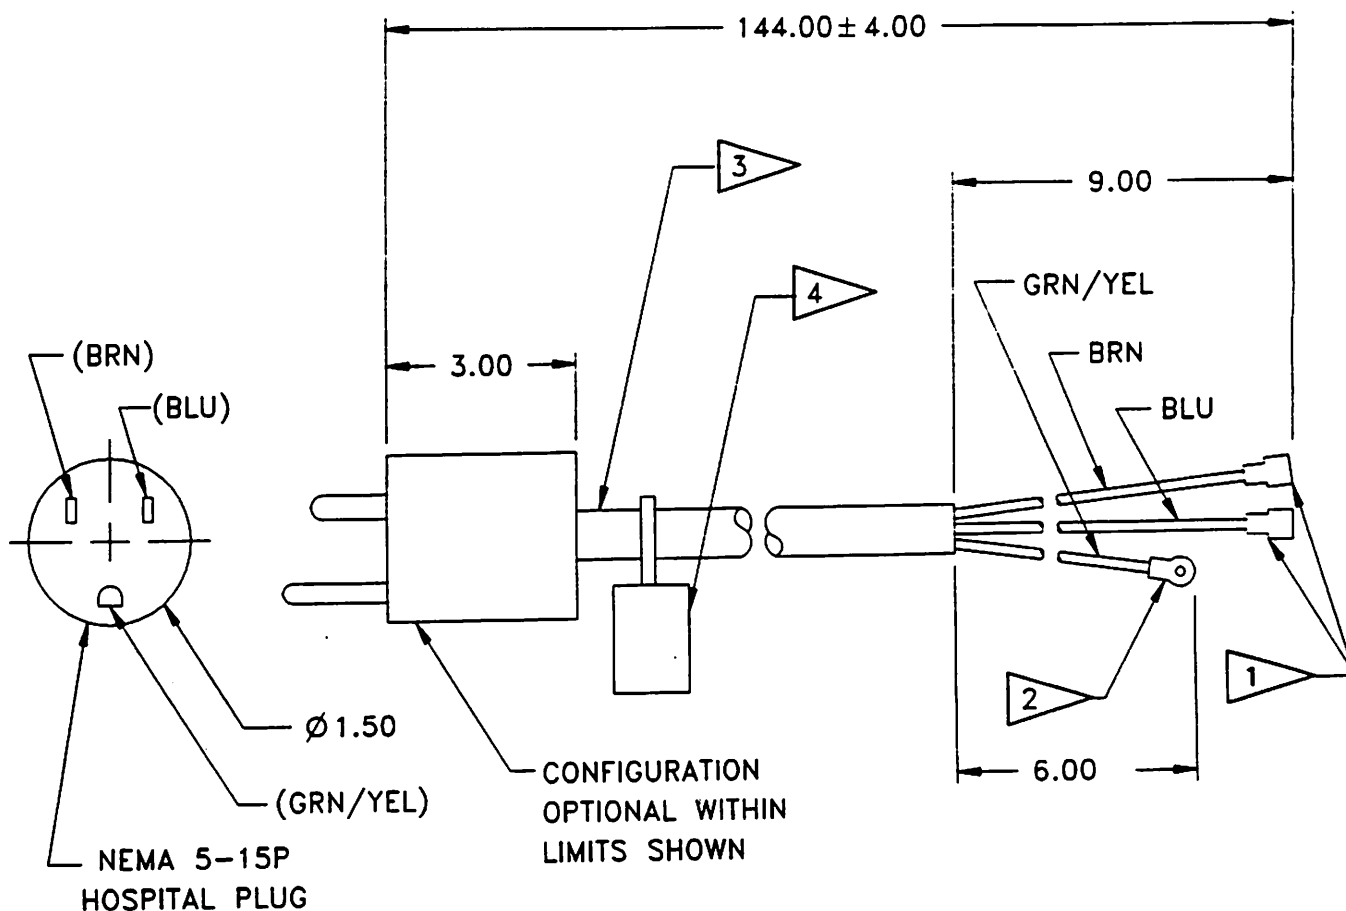 144.00±4.00
3
9.00
4
GRN/YEL
(BRN)
3.00
BRN
(BLU)
BLU
1
2
Ø1.50
6.00
CONFIGURATION
OPTIONAL WITHIN
LIMITS SHOWN
(GRN/YEL)
NEMA 5-15P
HOSPITAL PLUG